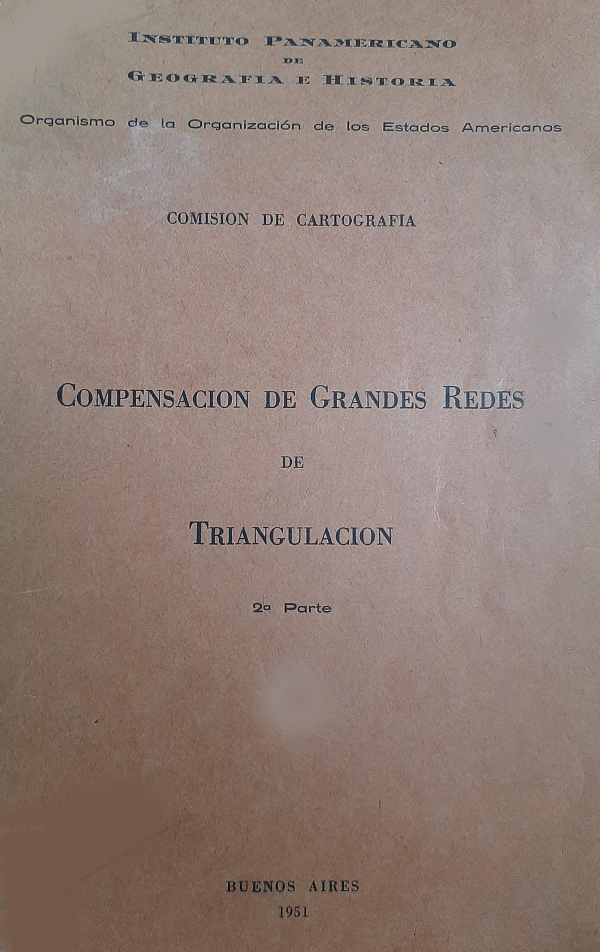 INSTITUTO PANAMERICANO
DE
GEOGRAFIA E HISTORIA
Organismo de la Organización de los Estados Americanos
COMISION DE CARTOGRAFIA
COMPENSACION DE GRANDES REDES
DE
TRIANGULACION
2ª Parte
BUENOS AIRES
1951